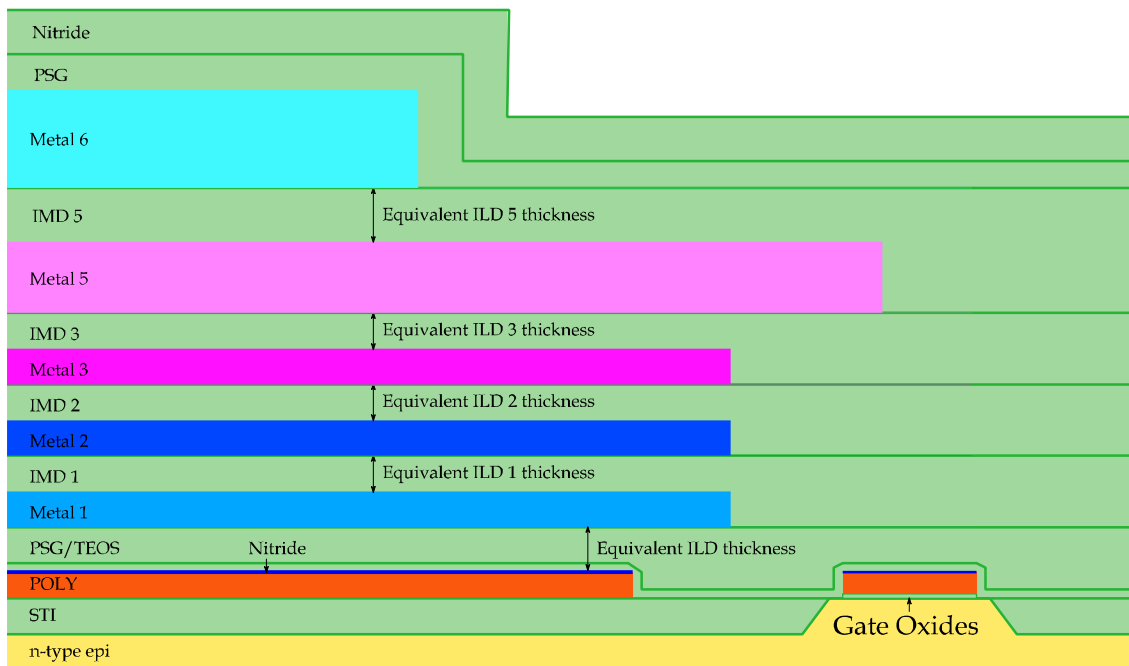 Nitride
PSG
Metal 6
IMD 5
Equivalent ILD 5 thickness
Metal 5
IMD 3
Equivalent ILD 3 thickness
Metal 3
IMD 2
Equivalent ILD 2 thickness
Metal 2
IMD 1
Equivalent ILD 1 thickness
Metal 1
PSG/TEOS
Nitride
Equivalent ILD thickness
POLY
STI
Gate Oxides
n-type epi